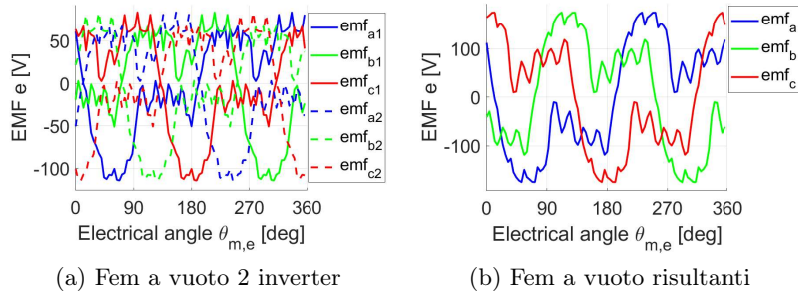 EMF e [V]
50
0
-50
-100
0 90 180 270 360
Electrical angle θm,e [deg]
emfa1
emfb1
emfc1
emfa2
emfb2
emfc2
(a) Fem a vuoto 2 inverter
EMF e [V]
100
0
-100
0 90 180 270 360
Electrical angle θm,e [deg]
emfa
emfb
emfc
(b) Fem a vuoto risultanti